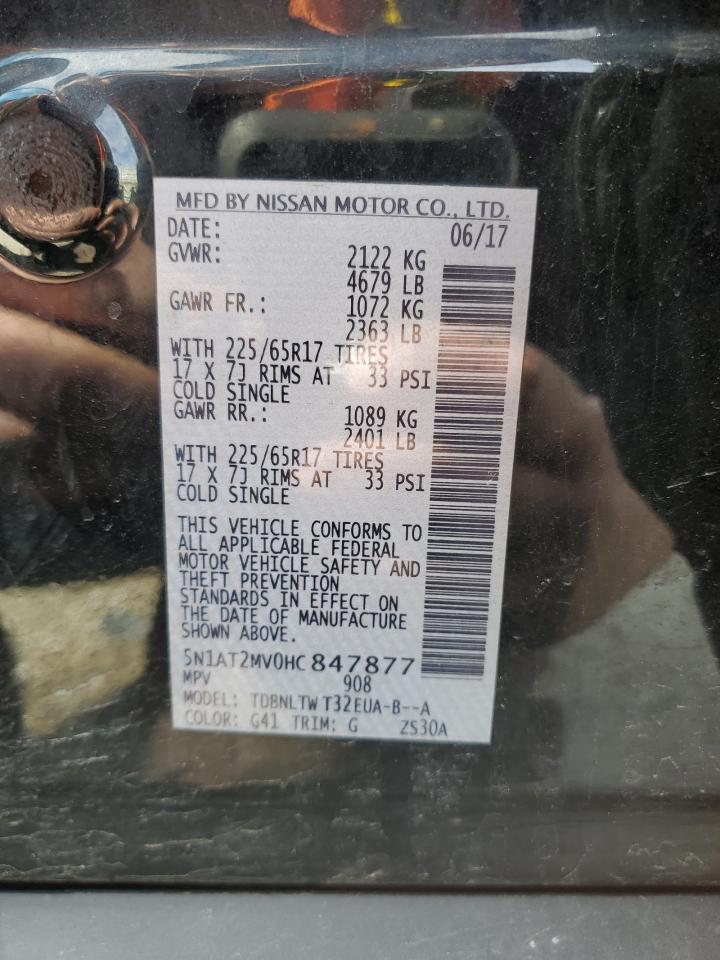 MFD BY NISSAN MOTOR CO., LTD.
DATE: 06/17
GVWR: 2122 KG
4679 LB
GAWR FR.: 1072 KG
2363 LB
WITH 225/65R17 TIRES
17 X 7J RIMS AT 33 PSI
COLD SINGLE
GAWR RR.: 1089 KG
2401 LB
WITH 225/65R17 TIRES
17 X 7J RIMS AT 33 PSI
COLD SINGLE
THIS VEHICLE CONFORMS TO
ALL APPLICABLE FEDERAL
MOTOR VEHICLE SAFETY AND
THEFT PREVENTION
STANDARDS IN EFFECT ON
THE DATE OF MANUFACTURE
SHOWN ABOVE.
5N1AT2MV0HC847877
MPV 908
MODEL: TDBNLTW T32EUA-B--A
COLOR: G41 TRIM: G ZS30A